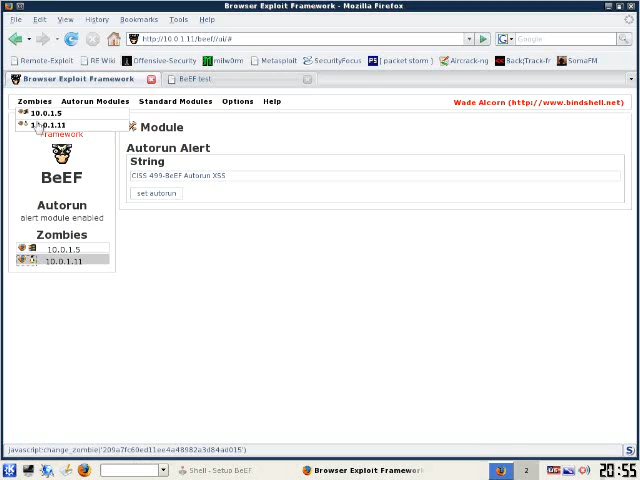 Browser Exploit Framework - Mozilla Firefox
File Edit View History Bookmarks Tools Help
http://10.0.1.11/beef//ui/#
Google
Remote-Exploit RE Wiki Offensive-Security milw0rm Metasploit SecurityFocus [ packet storm ] Aircrack-ng BackTrack-fr SomaFM
Browser Exploit Framework BeEF test
Zombies Autorun Modules Standard Modules Options Help Wade Alcorn (http://www.bindshell.net)
10.0.1.5
10.0.1.11
Framework
Module
Autorun Alert
String
CISS 499-BeEF Autorun XSS
set autorun
BeEF
Autorun
alert module enabled
Zombies
10.0.1.5
10.0.1.11
javascript:change_zombie('209a7fc60ed11ee4a48982a3d84ad015')
Shell - Setup BeEF Browser Exploit Framework 2 20:55